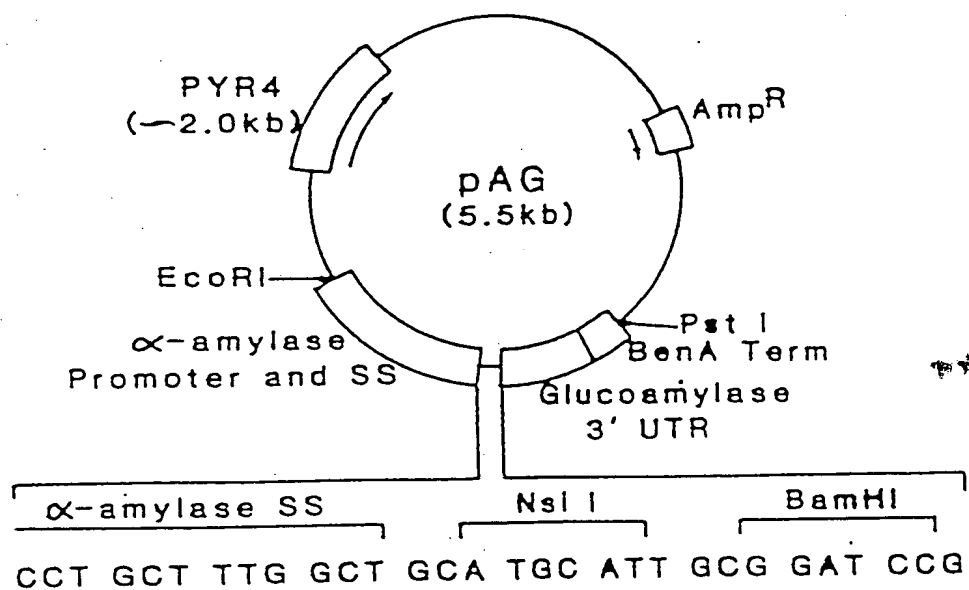 PYR4
(~2.0kb)
AmpR
pAG
(5.5kb)
EcoRI
Pst I
α-amylase
Promoter and SS
BenA Term
Glucoamylase
3' UTR
α-amylase SS
NsI I
BamHI
CCT GCT TTG GCT GCA TGC ATT GCG GAT CCG